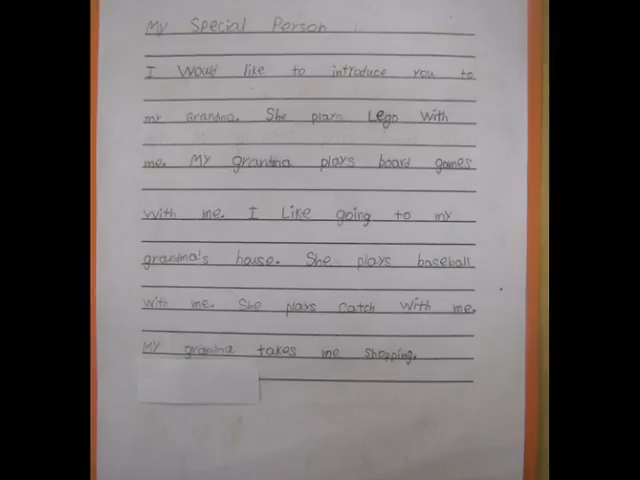 My Special Person
I Would like to introduce you to
my Grandma. She plays Lego With
me. My grandma plays board games
With me. I Like going to my
grandma's house. She plays baseball
with me. She plays Catch With me.
My grandma takes me shopping.